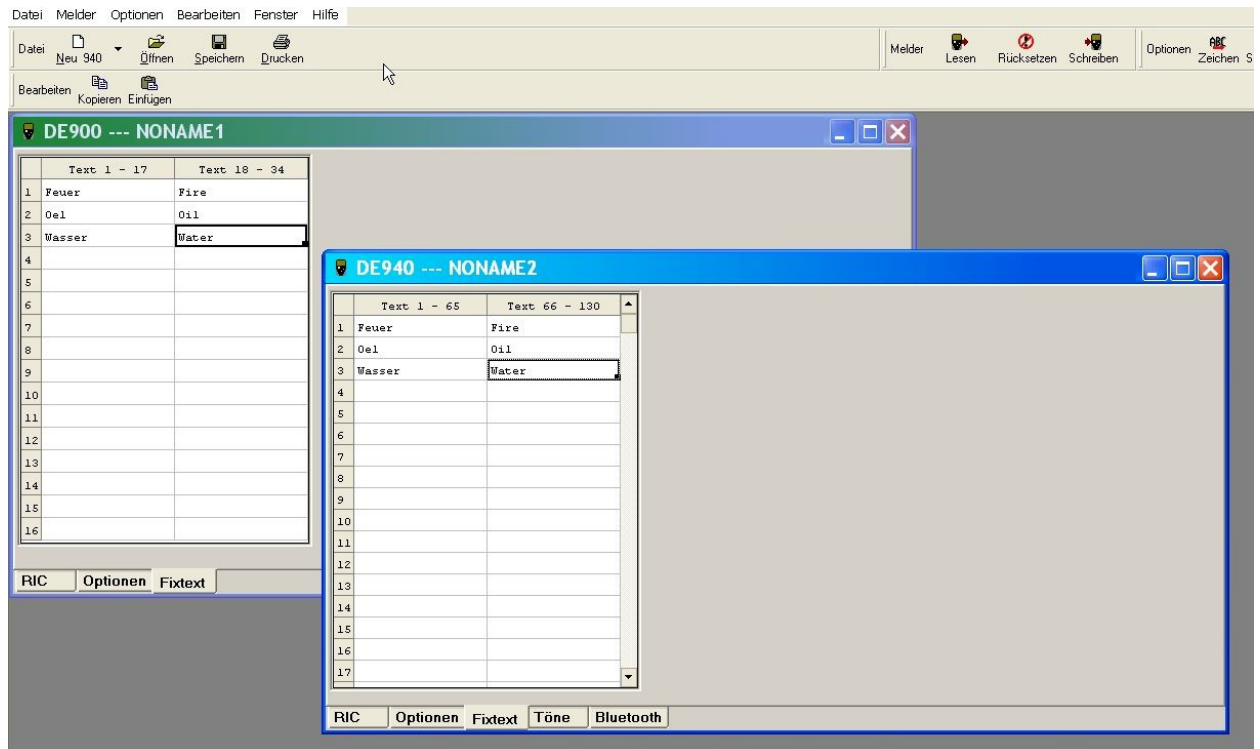 Datei Melder Optionen Bearbeiten Fenster Hilfe
Datei Neu 940 Öffnen Speichern Drucken Melder Lesen Rücksetzen Schreiben Optionen ABC Zeichen S
Bearbeiten Kopieren Einfügen
DE900 --- NONAME1
Text 1 - 17 Text 18 - 34
1 Feuer Fire
2 Oel Oil
3 Wasser Water
4
5
6
7
8
9
10
11
12
13
14
15
16
RIC Optionen Fixtext
DE940 --- NONAME2
Text 1 - 65 Text 66 - 130
1 Feuer Fire
2 Oel Oil
3 Wasser Water
4
5
6
7
8
9
10
11
12
13
14
15
16
17
RIC Optionen Fixtext Töne Bluetooth